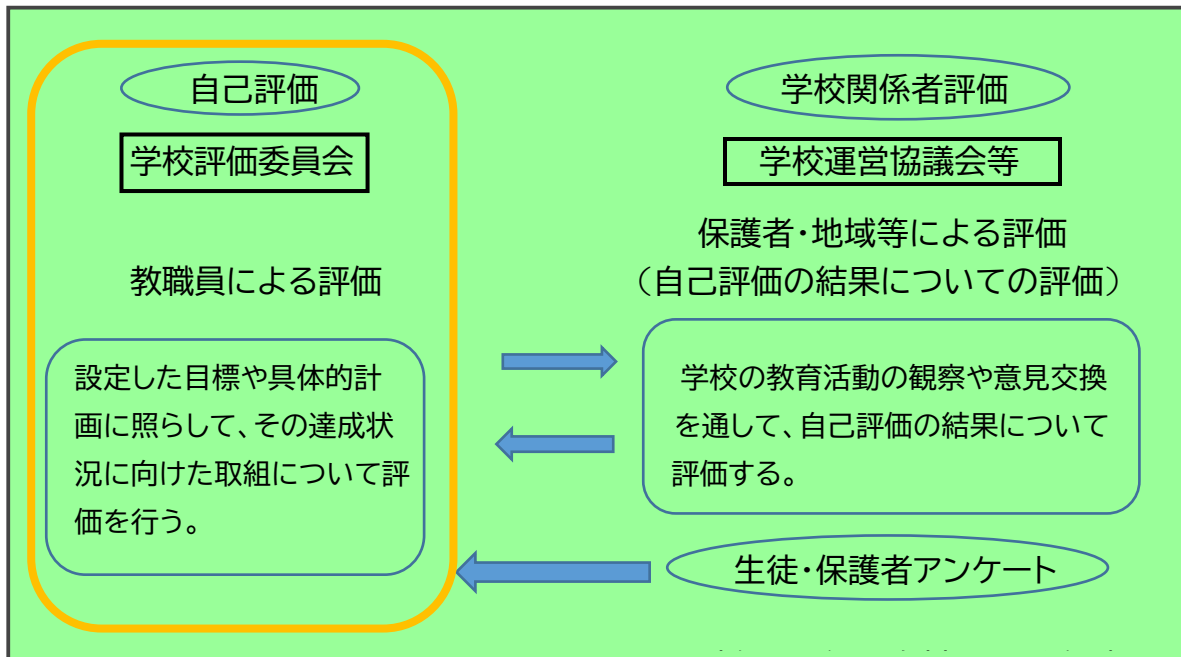 自己評価
学校評価委員会
教職員による評価
設定した目標や具体的計
画に照らして、その達成状
況に向けた取組について評
価を行う。
学校関係者評価
学校運営協議会等
保護者・地域等による評価
（自己評価の結果についての評価）
学校の教育活動の観察や意見交換
を通して、自己評価の結果について
評価する。
生徒・保護者アンケート